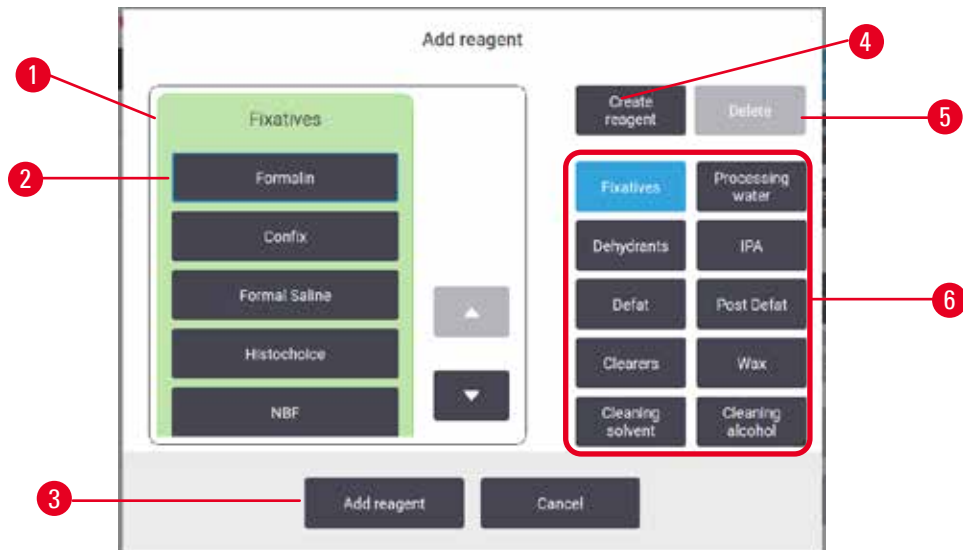 Add reagent
1
Fixatives
2
Formalin
Confix
Formal Saline
Histochoice
NBF
4
Create
reagent
Delete
5
Fixatives
Processing
water
Dehydrants
IPA
Defat
Post Defat
6
Clearers
Wax
Cleaning
solvent
Cleaning
alcohol
3
Add reagent
Cancel